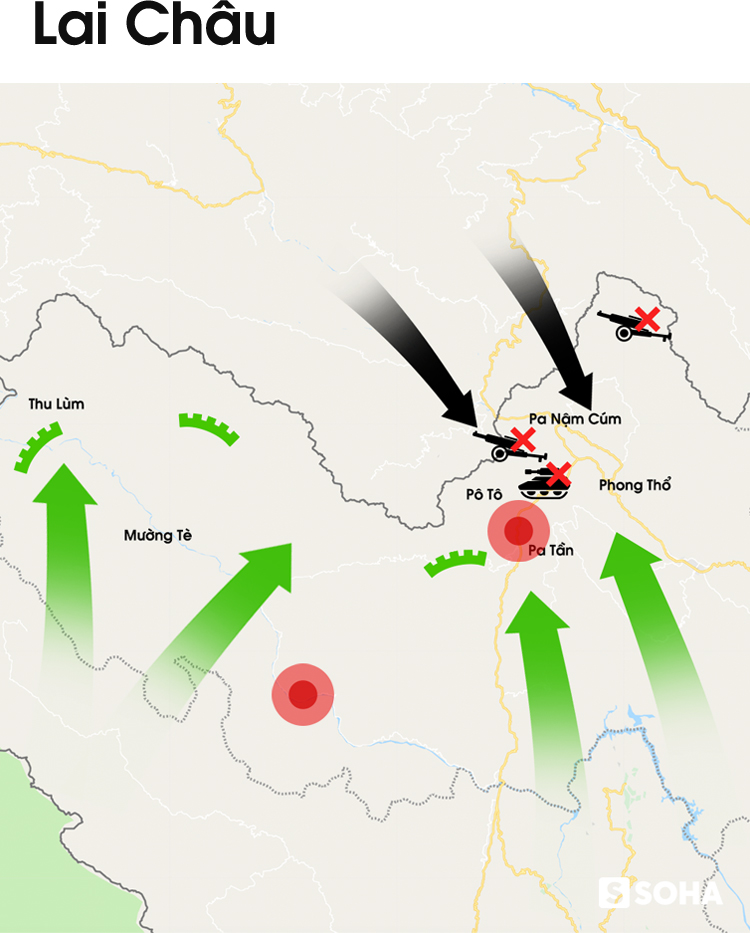 Lai Châu
Thu Lùm
Pa Nậm Cúm
Pô Tô
Phong Thổ
Mường Tè
Pa Tần
SOHA